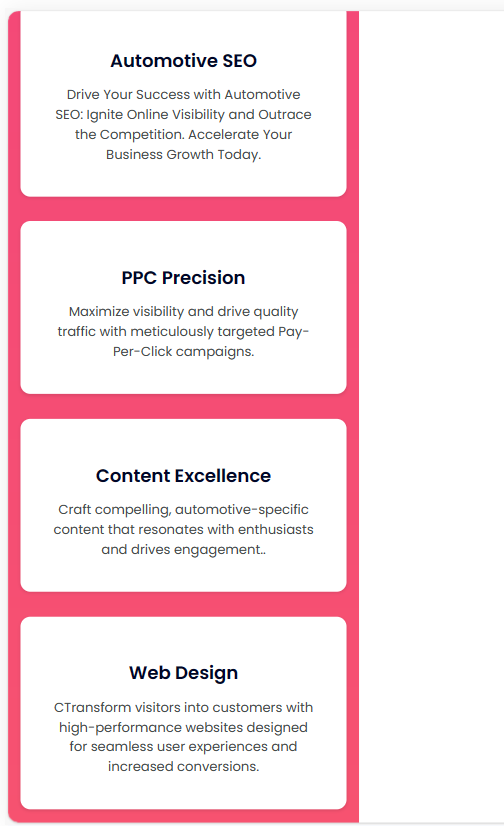 Automotive SEO
Drive Your Success with Automotive
SEO: Ignite Online Visibility and Outrace
the Competition. Accelerate Your
Business Growth Today.
PPC Precision
Maximize visibility and drive quality
traffic with meticulously targeted Pay-
Per-Click campaigns.
Content Excellence
Craft compelling, automotive-specific
content that resonates with enthusiasts
and drives engagement..
Web Design
CTransform visitors into customers with
high-performance websites designed
for seamless user experiences and
increased conversions.